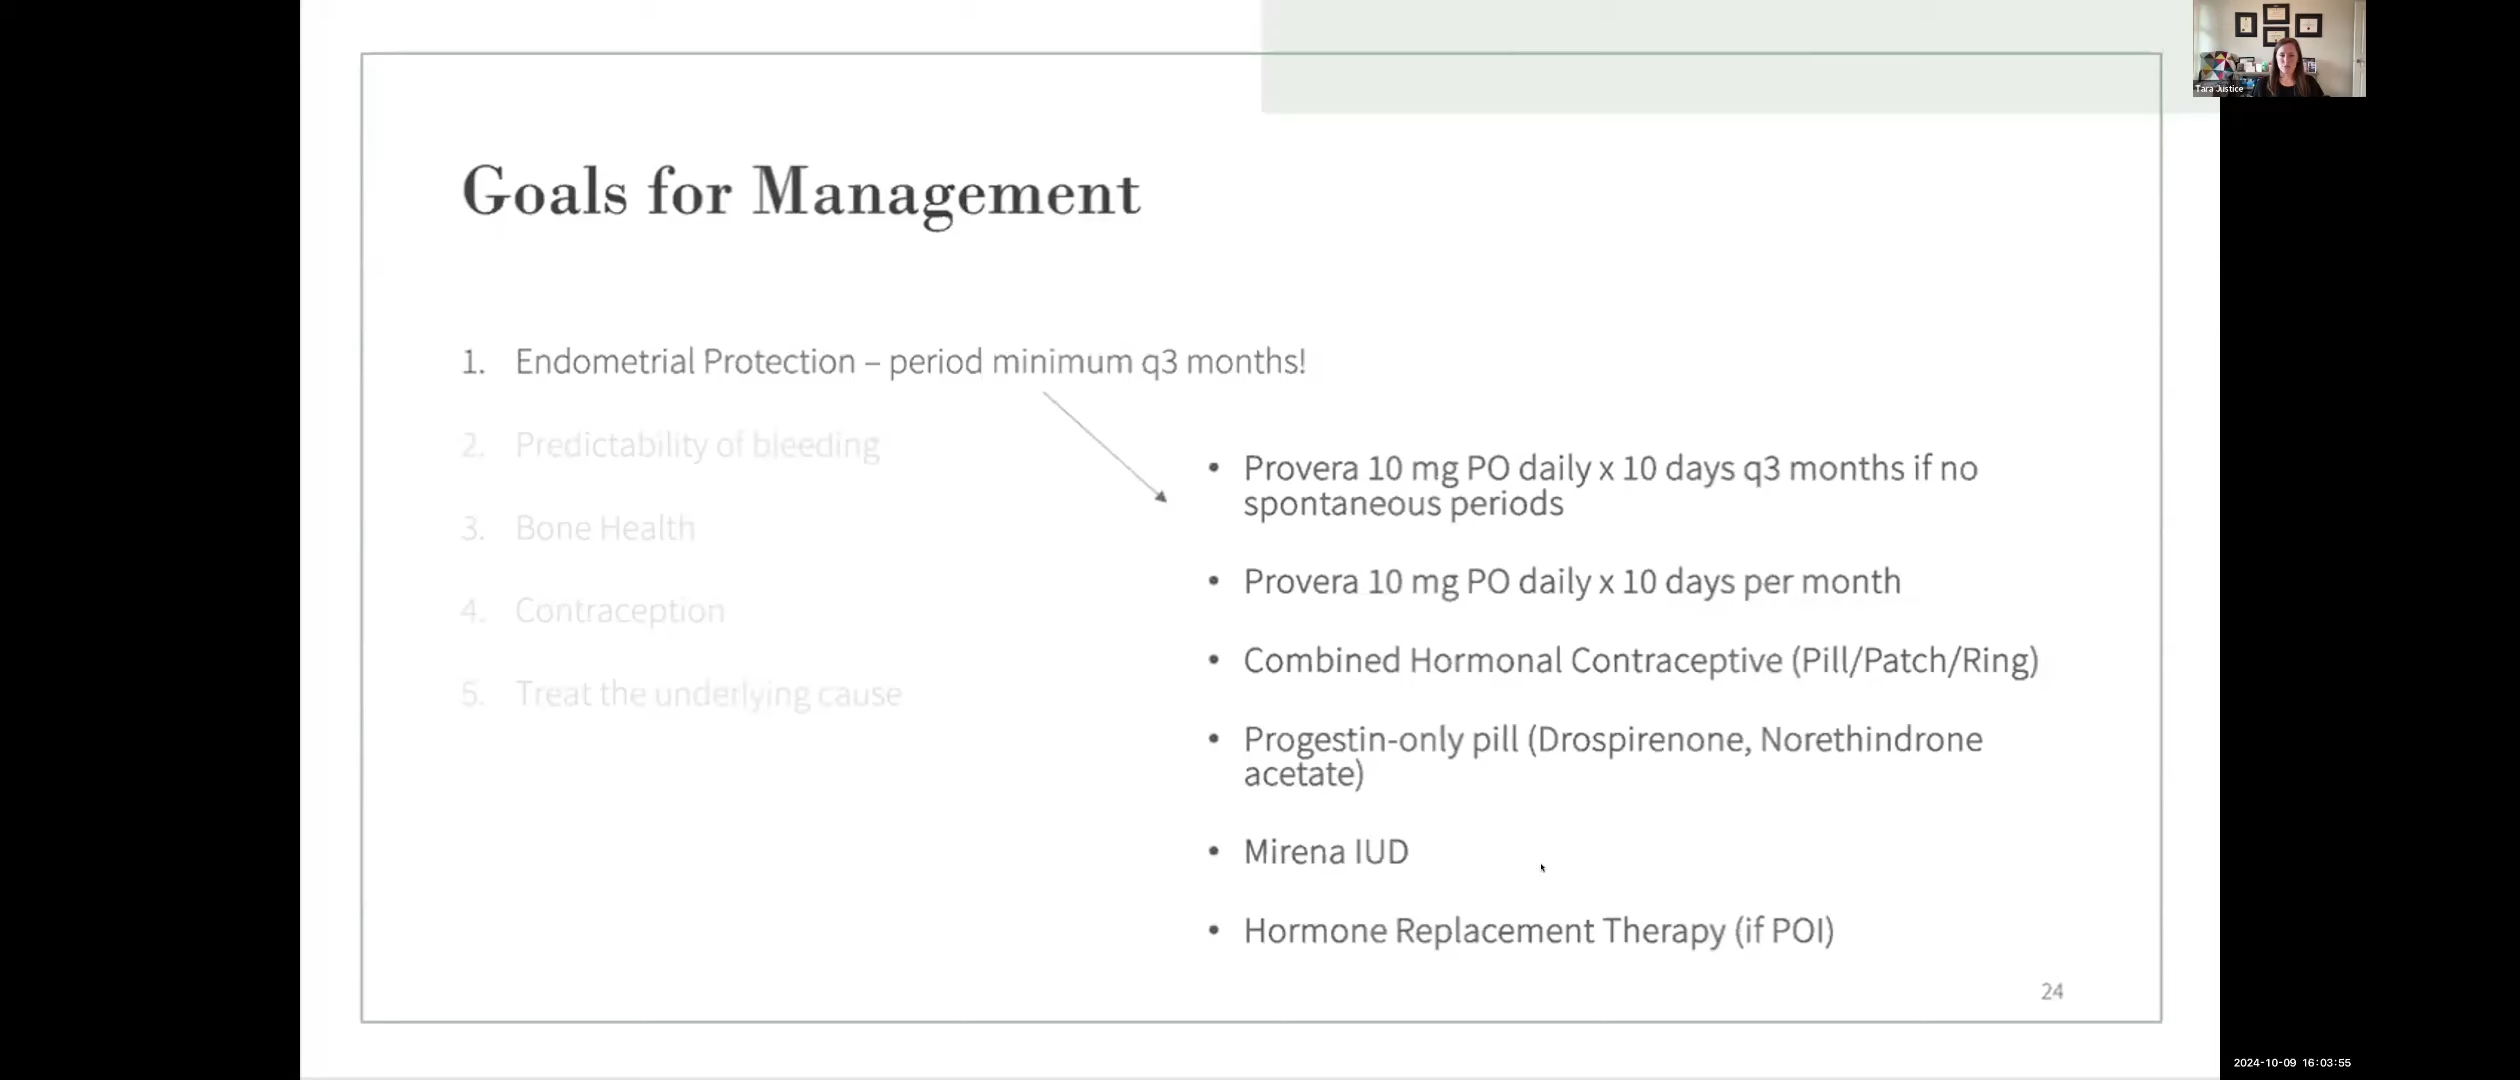 Tara Justice
Goals for Management
1. Endometrial Protection – period minimum q3 months!
2. Predictability of bleeding
3. Bone Health
4. Contraception
5. Treat the underlying cause
• Provera 10 mg PO daily x 10 days q3 months if no
spontaneous periods
• Provera 10 mg PO daily x 10 days per month
• Combined Hormonal Contraceptive (Pill/Patch/Ring)
• Progestin-only pill (Drospirenone, Norethindrone
acetate)
• Mirena IUD
• Hormone Replacement Therapy (if POI)
24
2024-10-09 16:03:55